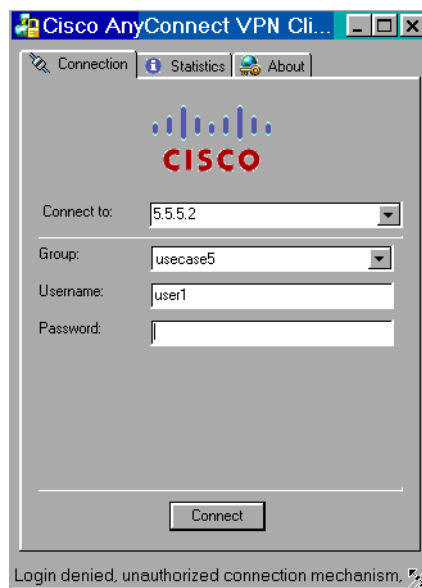 Cisco AnyConnect VPN Cli...
Connection Statistics About
CISCO
Connect to: 5.5.5.2
Group: usecase5
Username: user1
Password:
Connect
Login denied, unauthorized connection mechanism,